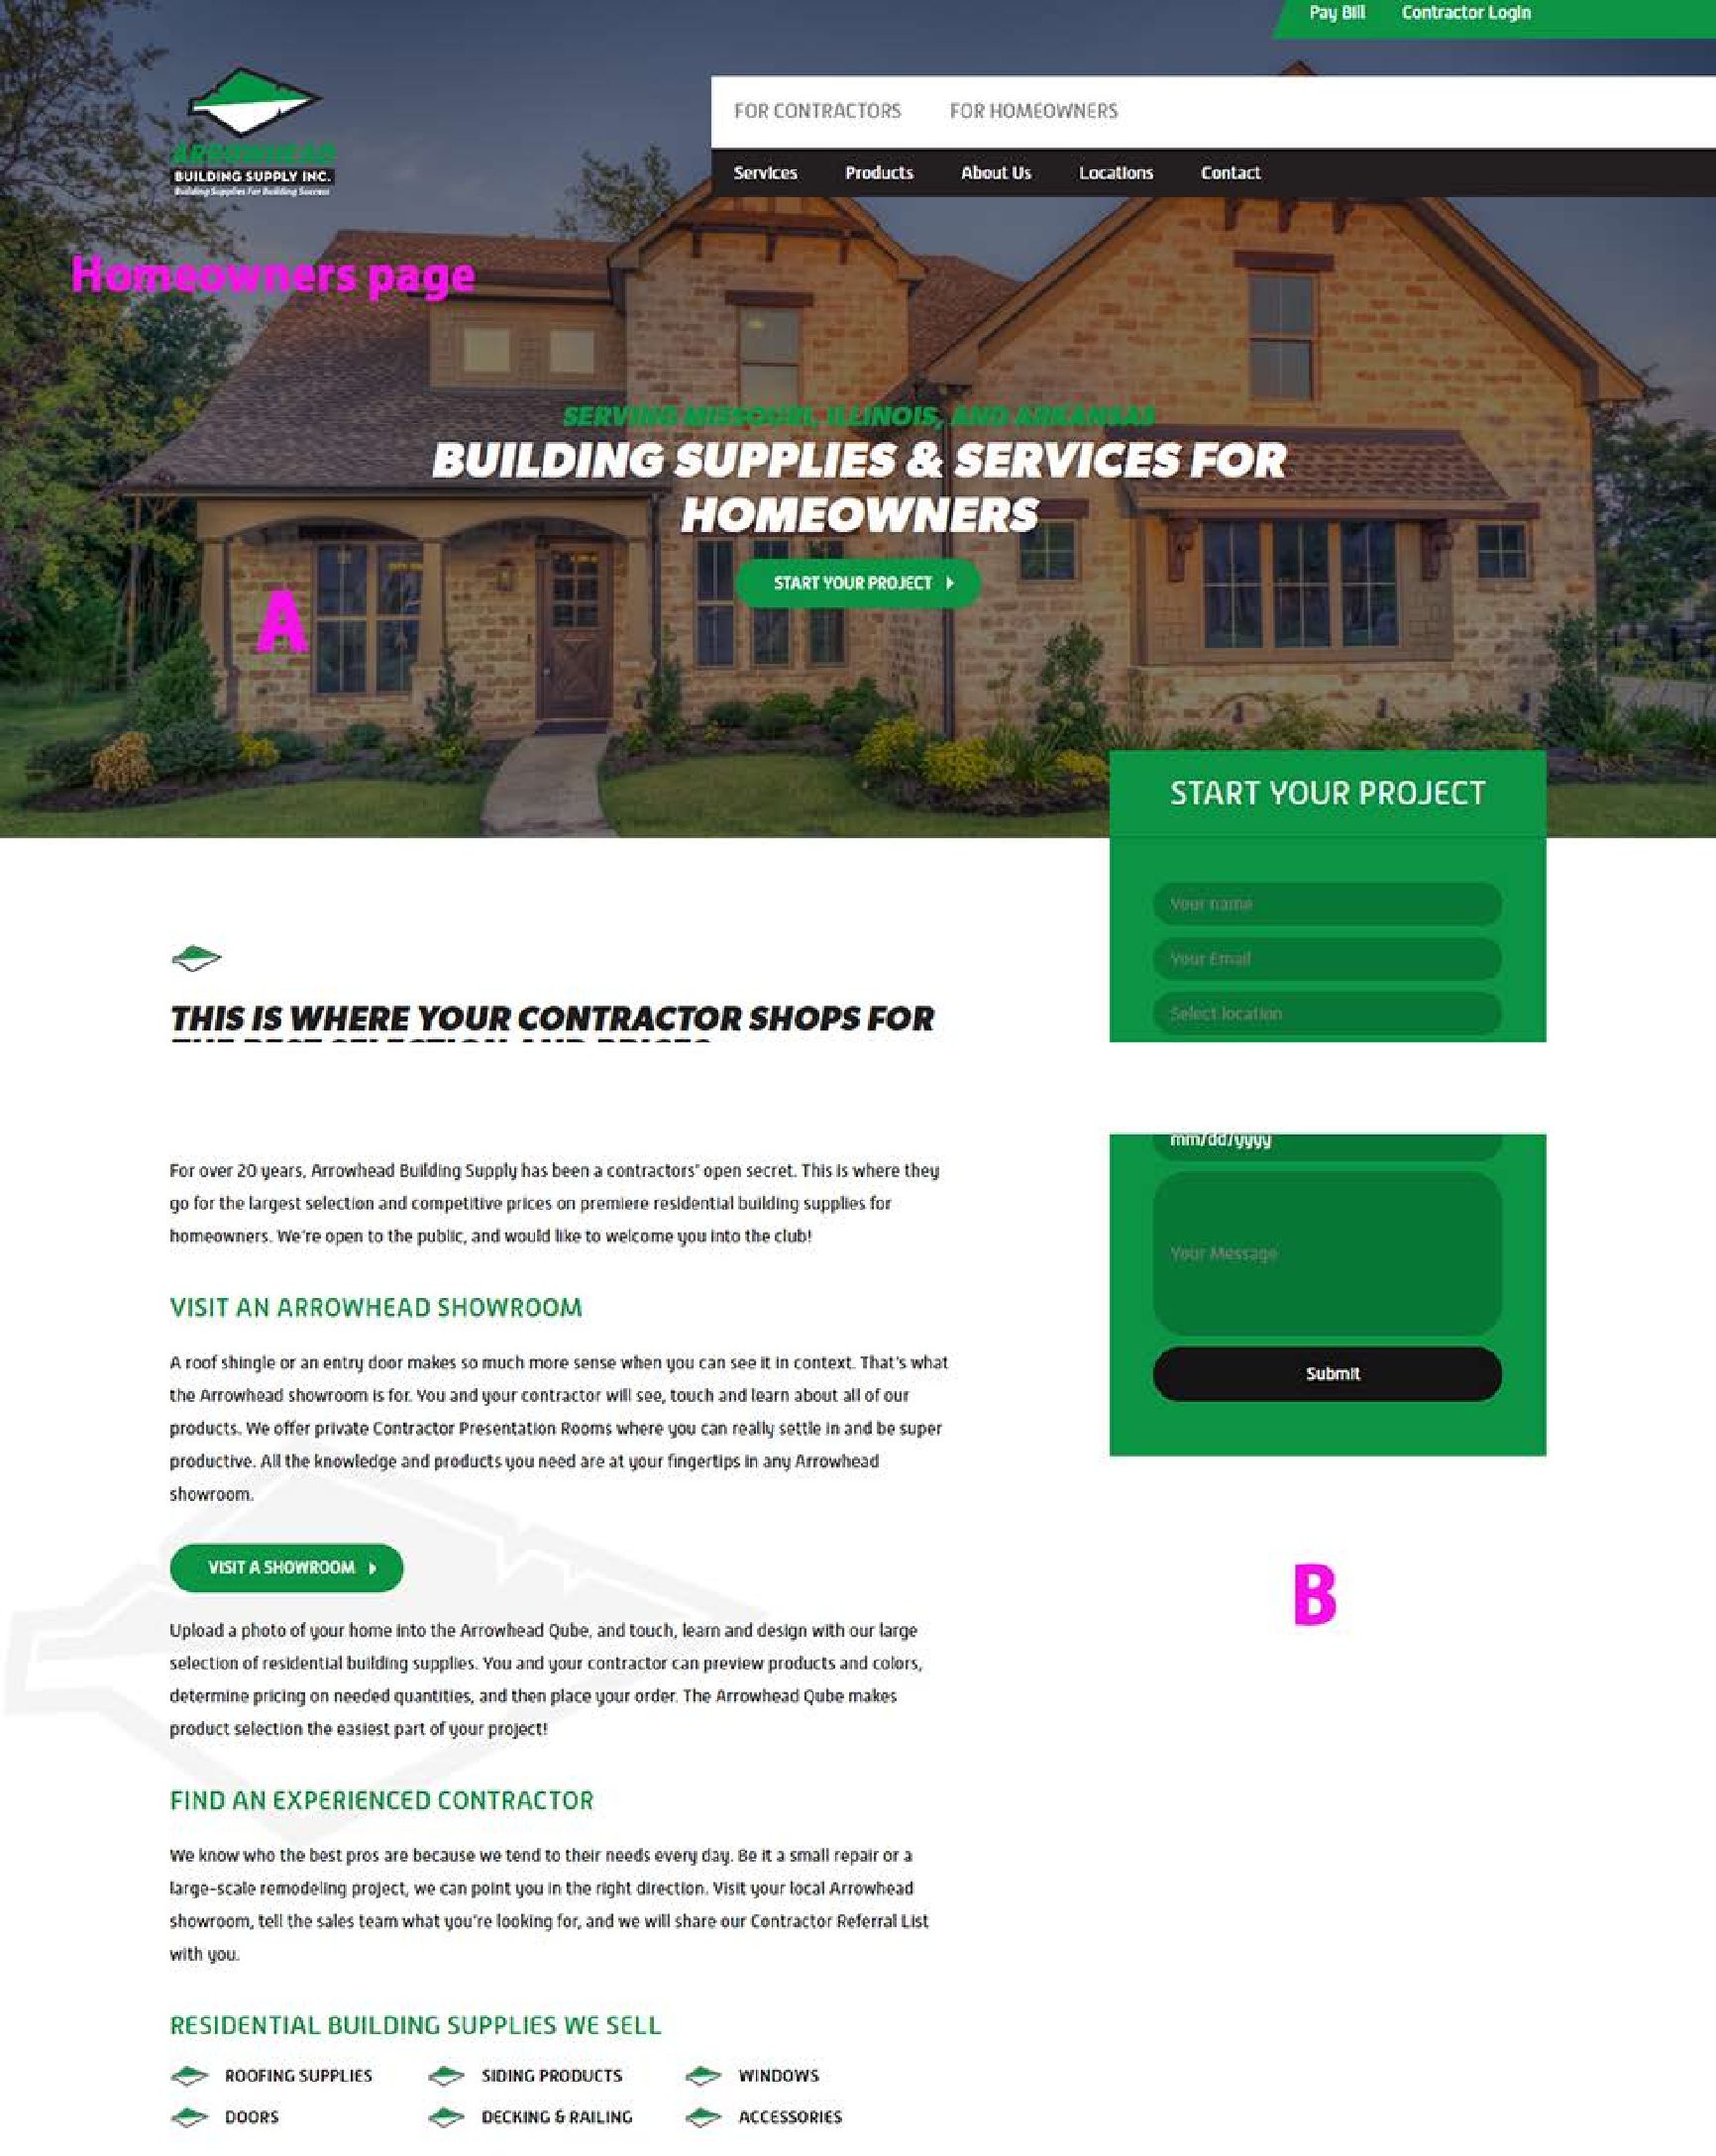 Pay Bill Contractor Login
FOR CONTRACTORS FOR HOMEOWNERS
ARROWHEAD
BUILDING SUPPLY INC.
Building Supplies For Building Success
Services Products About Us Locations Contact
Homeowners page
SERVING MISSOURI, ILLINOIS, AND ARKANSAS
BUILDING SUPPLIES & SERVICES FOR
HOMEOWNERS
START YOUR PROJECT
A
START YOUR PROJECT
Your name
Your Email
Select location
THIS IS WHERE YOUR CONTRACTOR SHOPS FOR
THE BEST SELECTION AND PRICES
mm/dd/yyyy
Your Message
Submit
For over 20 years, Arrowhead Building Supply has been a contractors' open secret. This is where they
go for the largest selection and competitive prices on premiere residential building supplies for
homeowners. We're open to the public, and would like to welcome you into the club!
VISIT AN ARROWHEAD SHOWROOM
A roof shingle or an entry door makes so much more sense when you can see it in context. That's what
the Arrowhead showroom is for. You and your contractor will see, touch and learn about all of our
products. We offer private Contractor Presentation Rooms where you can really settle in and be super
productive. All the knowledge and products you need are at your fingertips in any Arrowhead
showroom.
VISIT A SHOWROOM
B
Upload a photo of your home into the Arrowhead Qube, and touch, learn and design with our large
selection of residential building supplies. You and your contractor can preview products and colors,
determine pricing on needed quantities, and then place your order. The Arrowhead Qube makes
product selection the easiest part of your project!
FIND AN EXPERIENCED CONTRACTOR
We know who the best pros are because we tend to their needs every day. Be it a small repair or a
large-scale remodeling project, we can point you in the right direction. Visit your local Arrowhead
showroom, tell the sales team what you're looking for, and we will share our Contractor Referral List
with you.
RESIDENTIAL BUILDING SUPPLIES WE SELL
ROOFING SUPPLIES SIDING PRODUCTS WINDOWS
DOORS DECKING & RAILING ACCESSORIES